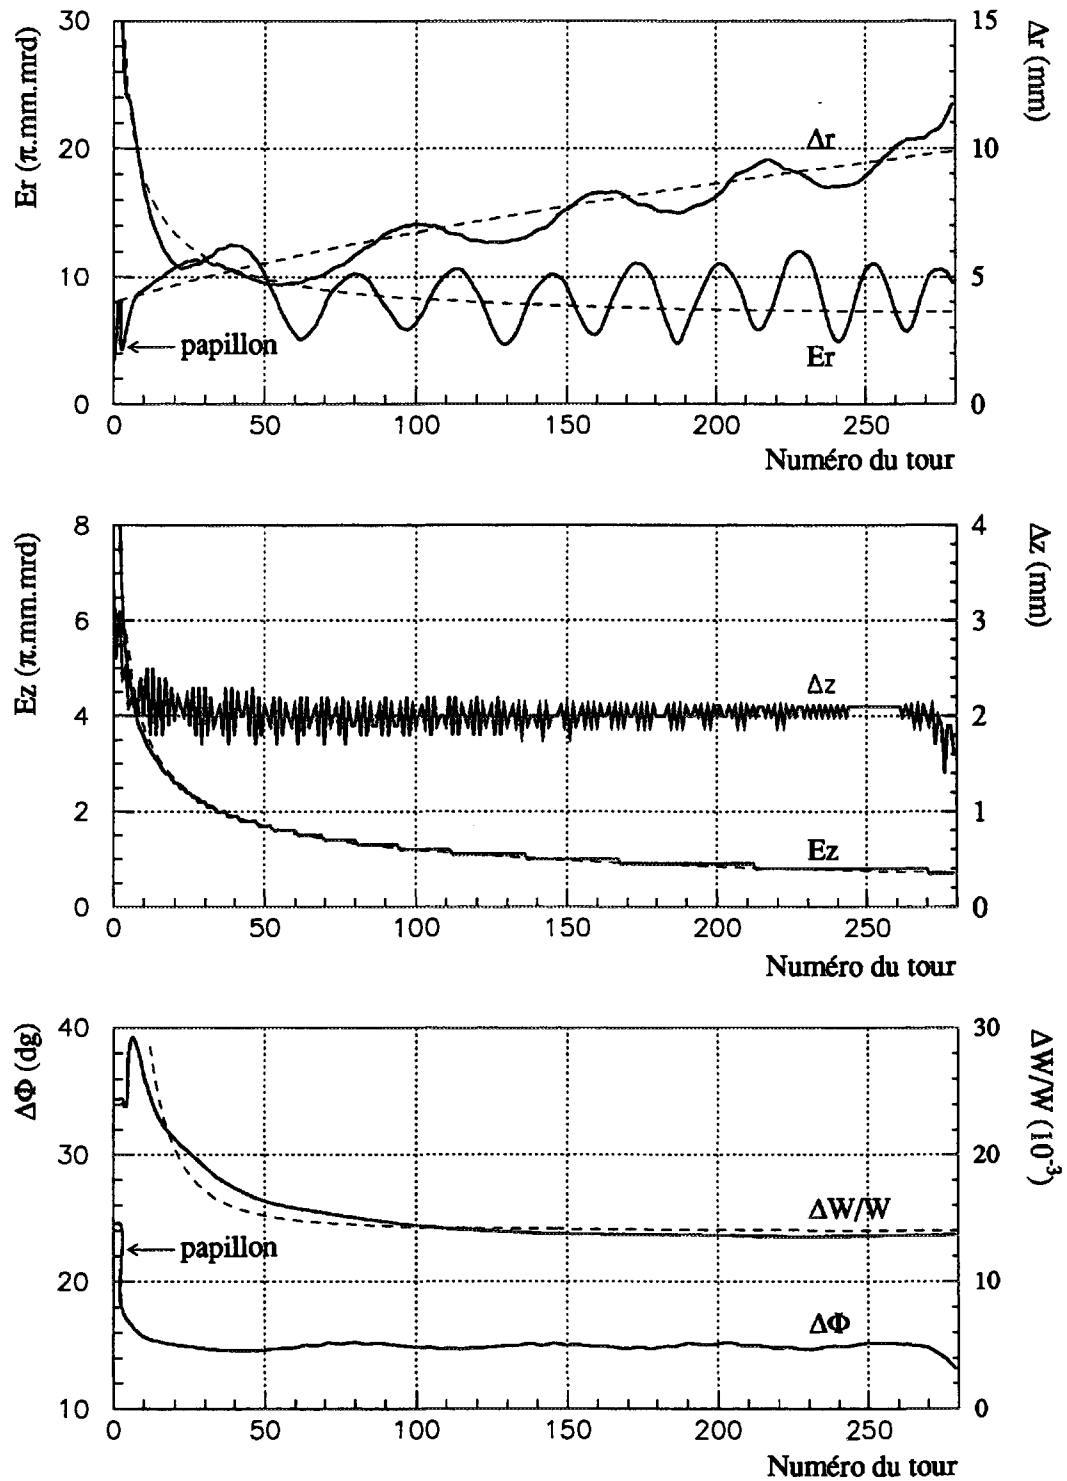 Er (π.mm.mrd)
Δr (mm)
30
20
10
0
15
10
5
0
Δr
Er
papillon
0 50 100 150 200 250
Numéro du tour
Ez (π.mm.mrd)
Δz (mm)
8
6
4
2
0
4
3
2
1
0
Δz
Ez
0 50 100 150 200 250
Numéro du tour
ΔΦ (dg)
ΔW/W (10⁻³)
40
30
20
10
30
20
10
0
ΔW/W
papillon
ΔΦ
0 50 100 150 200 250
Numéro du tour